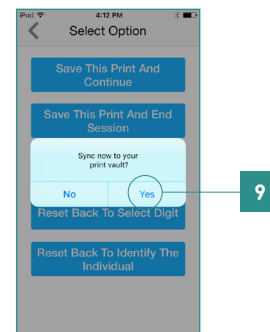 iPod 4:12 PM
Select Option
Save This Print And
Continue
Save This Print And End
Session
Sync now to your
print vault?
No Yes
9
Reset Back To Select Digit
Reset Back To Identify The
Individual